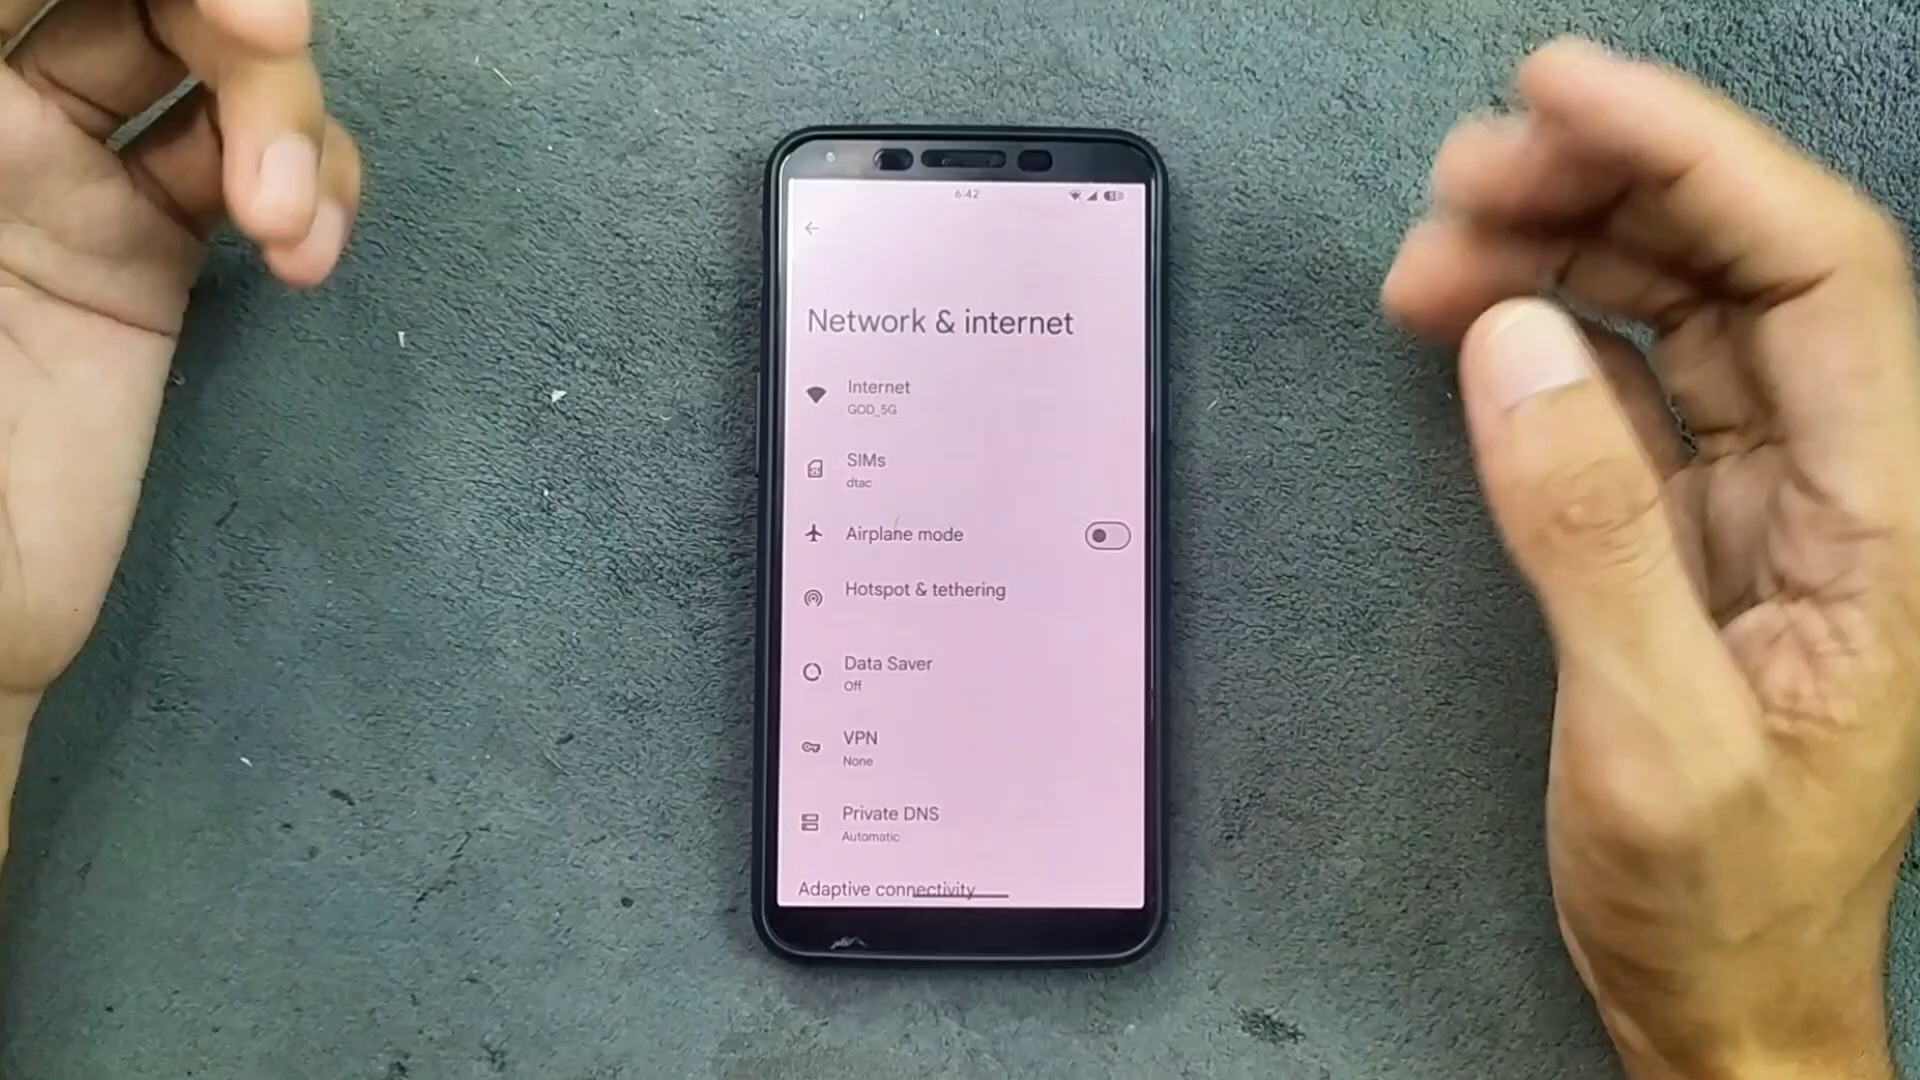 6:42
Network & internet
Internet
GOD_5G
SIMs
dtac
Airplane mode
Hotspot & tethering
Data Saver
Off
VPN
None
Private DNS
Automatic
Adaptive connectivity